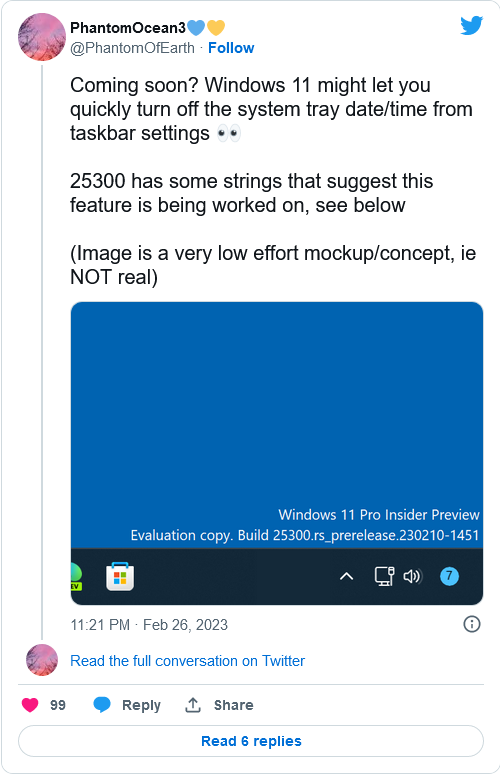 PhantomOcean3💙💛
@PhantomOfEarth · Follow
Coming soon? Windows 11 might let you
quickly turn off the system tray date/time from
taskbar settings 👀
25300 has some strings that suggest this
feature is being worked on, see below
(Image is a very low effort mockup/concept, ie
NOT real)
Windows 11 Pro Insider Preview
Evaluation copy. Build 25300.rs_prerelease.230210-1451
EV
7
11:21 PM · Feb 26, 2023
Read the full conversation on Twitter
99 Reply Share
Read 6 replies